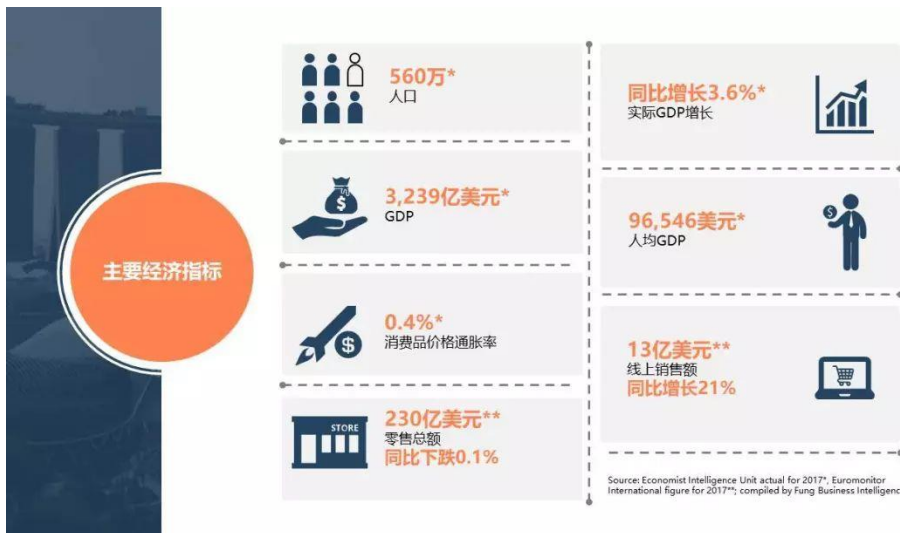 主要经济指标
560万*
人口
3,239亿美元*
GDP
0.4%*
消费品价格通胀率
STORE
230亿美元**
零售总额
同比下跌0.1%
同比增长3.6%*
实际GDP增长
96,546美元*
人均GDP
13亿美元**
线上销售额
同比增长21%
Source: Economist Intelligence Unit actual for 2017*, Euromonitor
International figure for 2017**; compiled by Fung Business Intelligenc